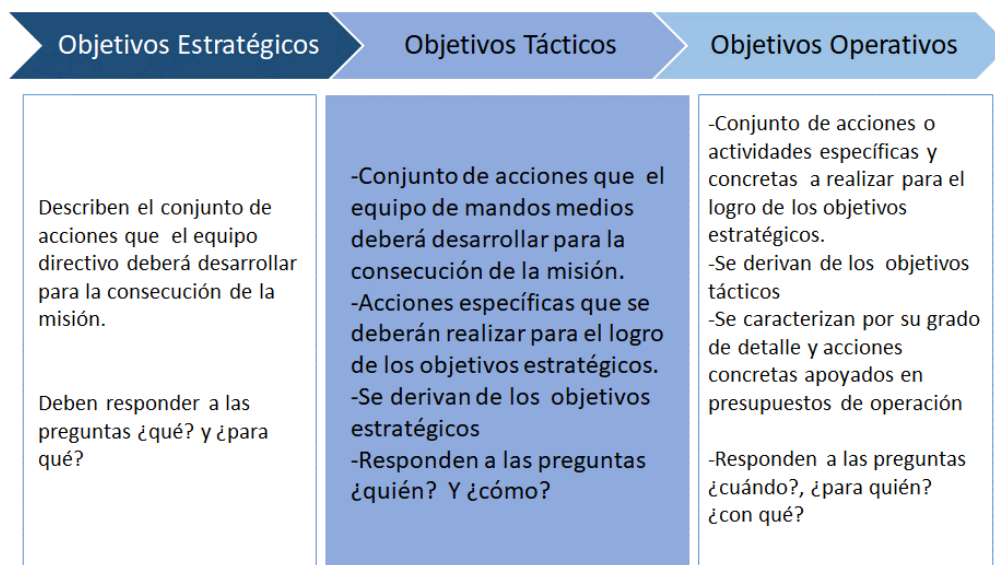 Objetivos Estratégicos
Objetivos Tácticos
Objetivos Operativos
Describen el conjunto de
acciones que el equipo
directivo deberá desarrollar
para la consecución de la
misión.
Deben responder a las
preguntas ¿qué? y ¿para
qué?
-Conjunto de acciones que el
equipo de mandos medios
deberá desarrollar para la
consecución de la misión.
-Acciones específicas que se
deberán realizar para el logro
de los objetivos estratégicos.
-Se derivan de los objetivos
estratégicos
-Responden a las preguntas
¿quién? Y ¿cómo?
-Conjunto de acciones o
actividades específicas y
concretas a realizar para el
logro de los objetivos
estratégicos.
-Se derivan de los objetivos
tácticos
-Se caracterizan por su grado
de detalle y acciones
concretas apoyados en
presupuestos de operación
-Responden a las preguntas
¿cuándo?, ¿para quién?
¿con qué?